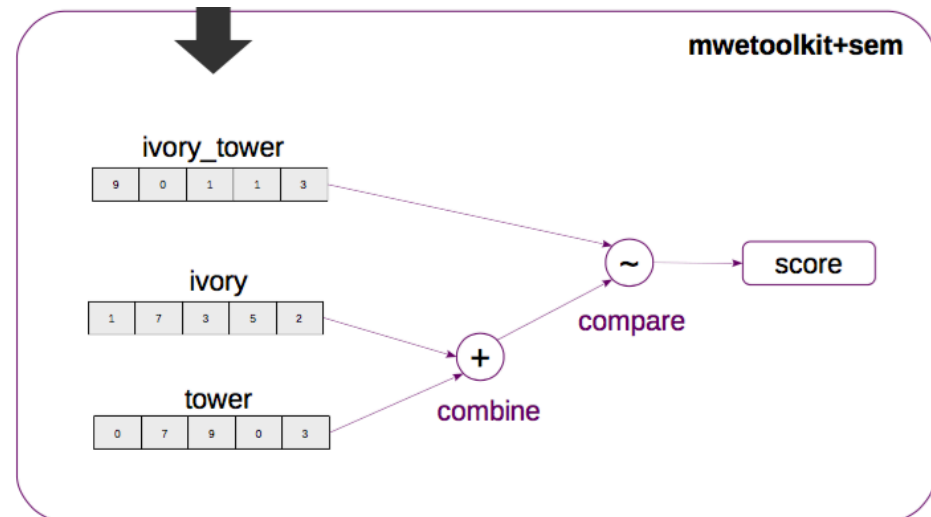 mwetoolkit+sem
ivory_tower
9 0 1 1 3
~
score
ivory
1 7 3 5 2
compare
+
combine
tower
0 7 9 0 3